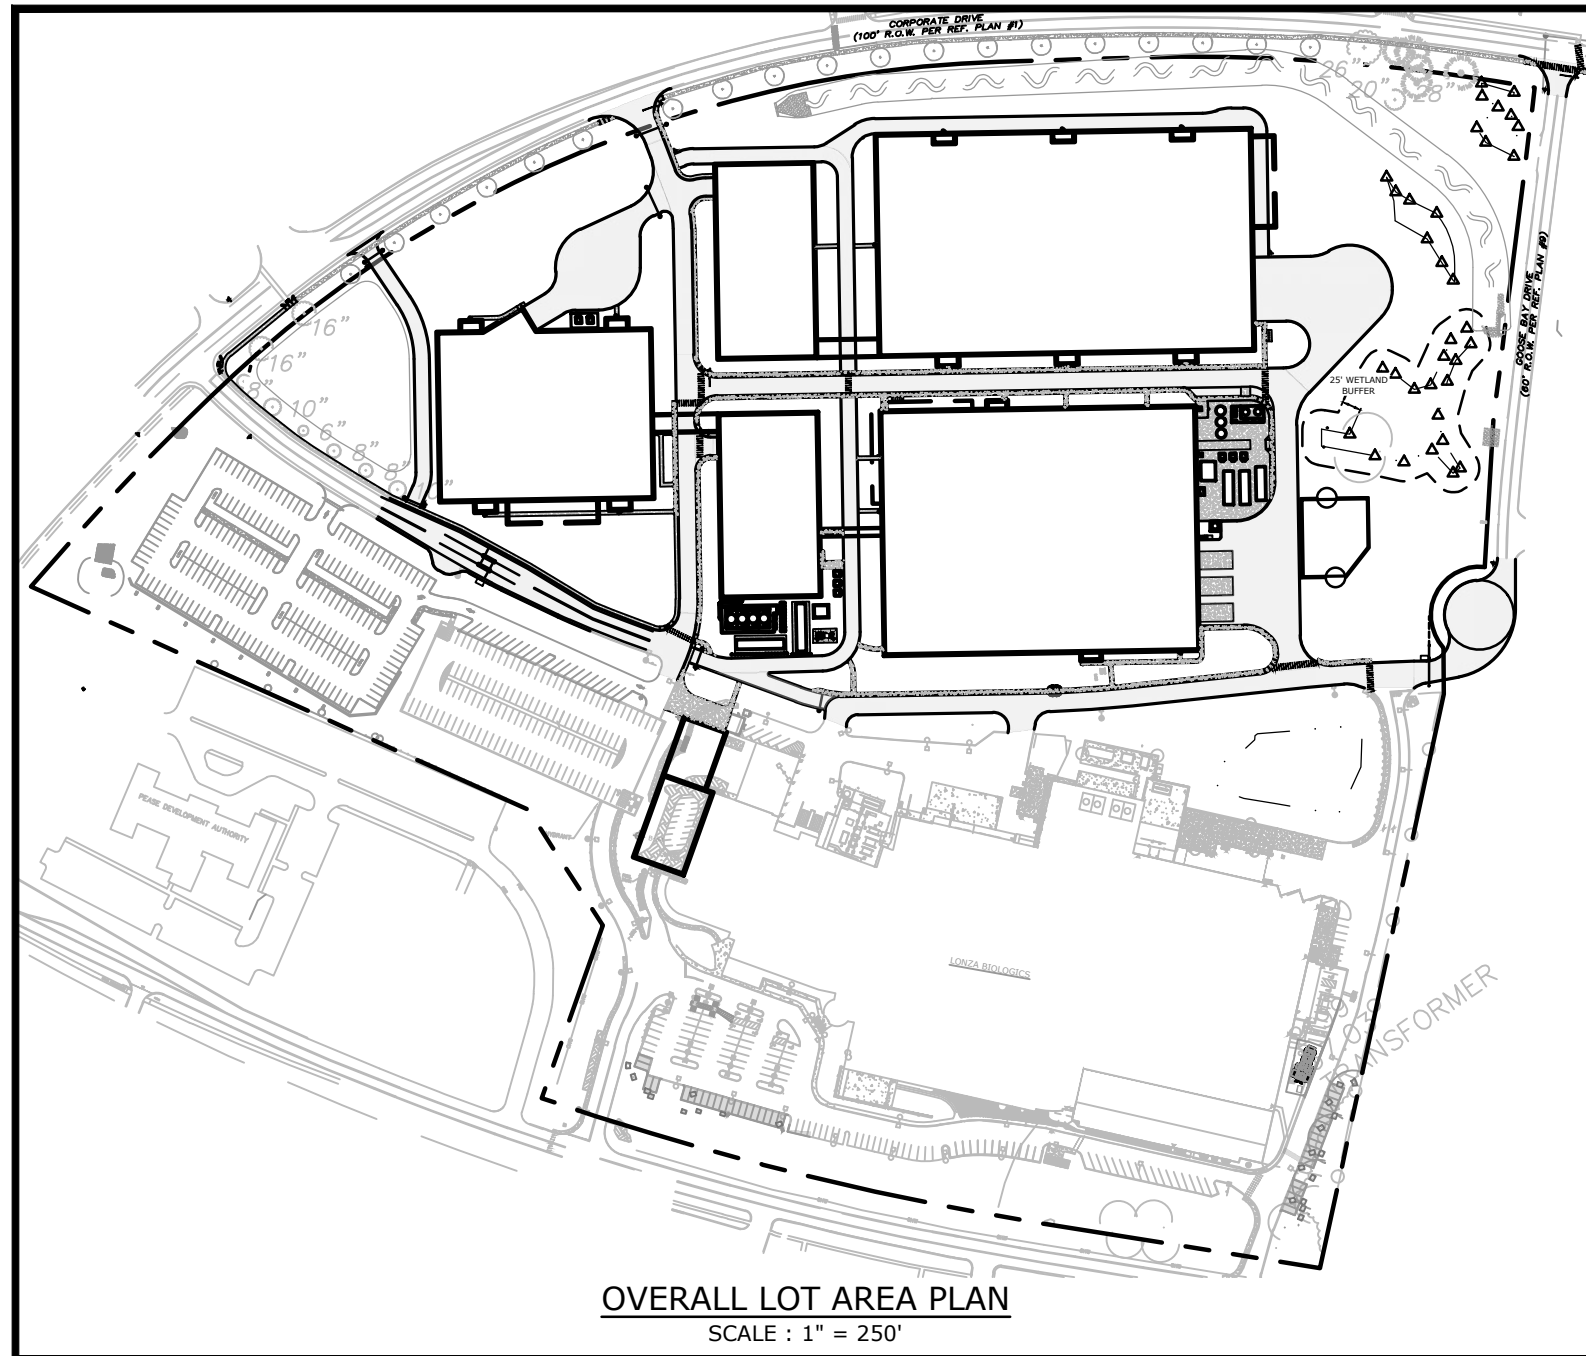 CORPORATE DRIVE
(100' R.O.W. PER REF. PLAN #1)
26"
20"
28"
16"
16"
8"
10"
6"
8"
8"
10"
GOOSE BAY DRIVE
(60' R.O.W. PER REF. PLAN #9)
25' WETLAND
BUFFER
PEASE DEVELOPMENT AUTHORITY
LONZA BIOLOGICS
TRANSFORMER
OVERALL LOT AREA PLAN
SCALE : 1" = 250'